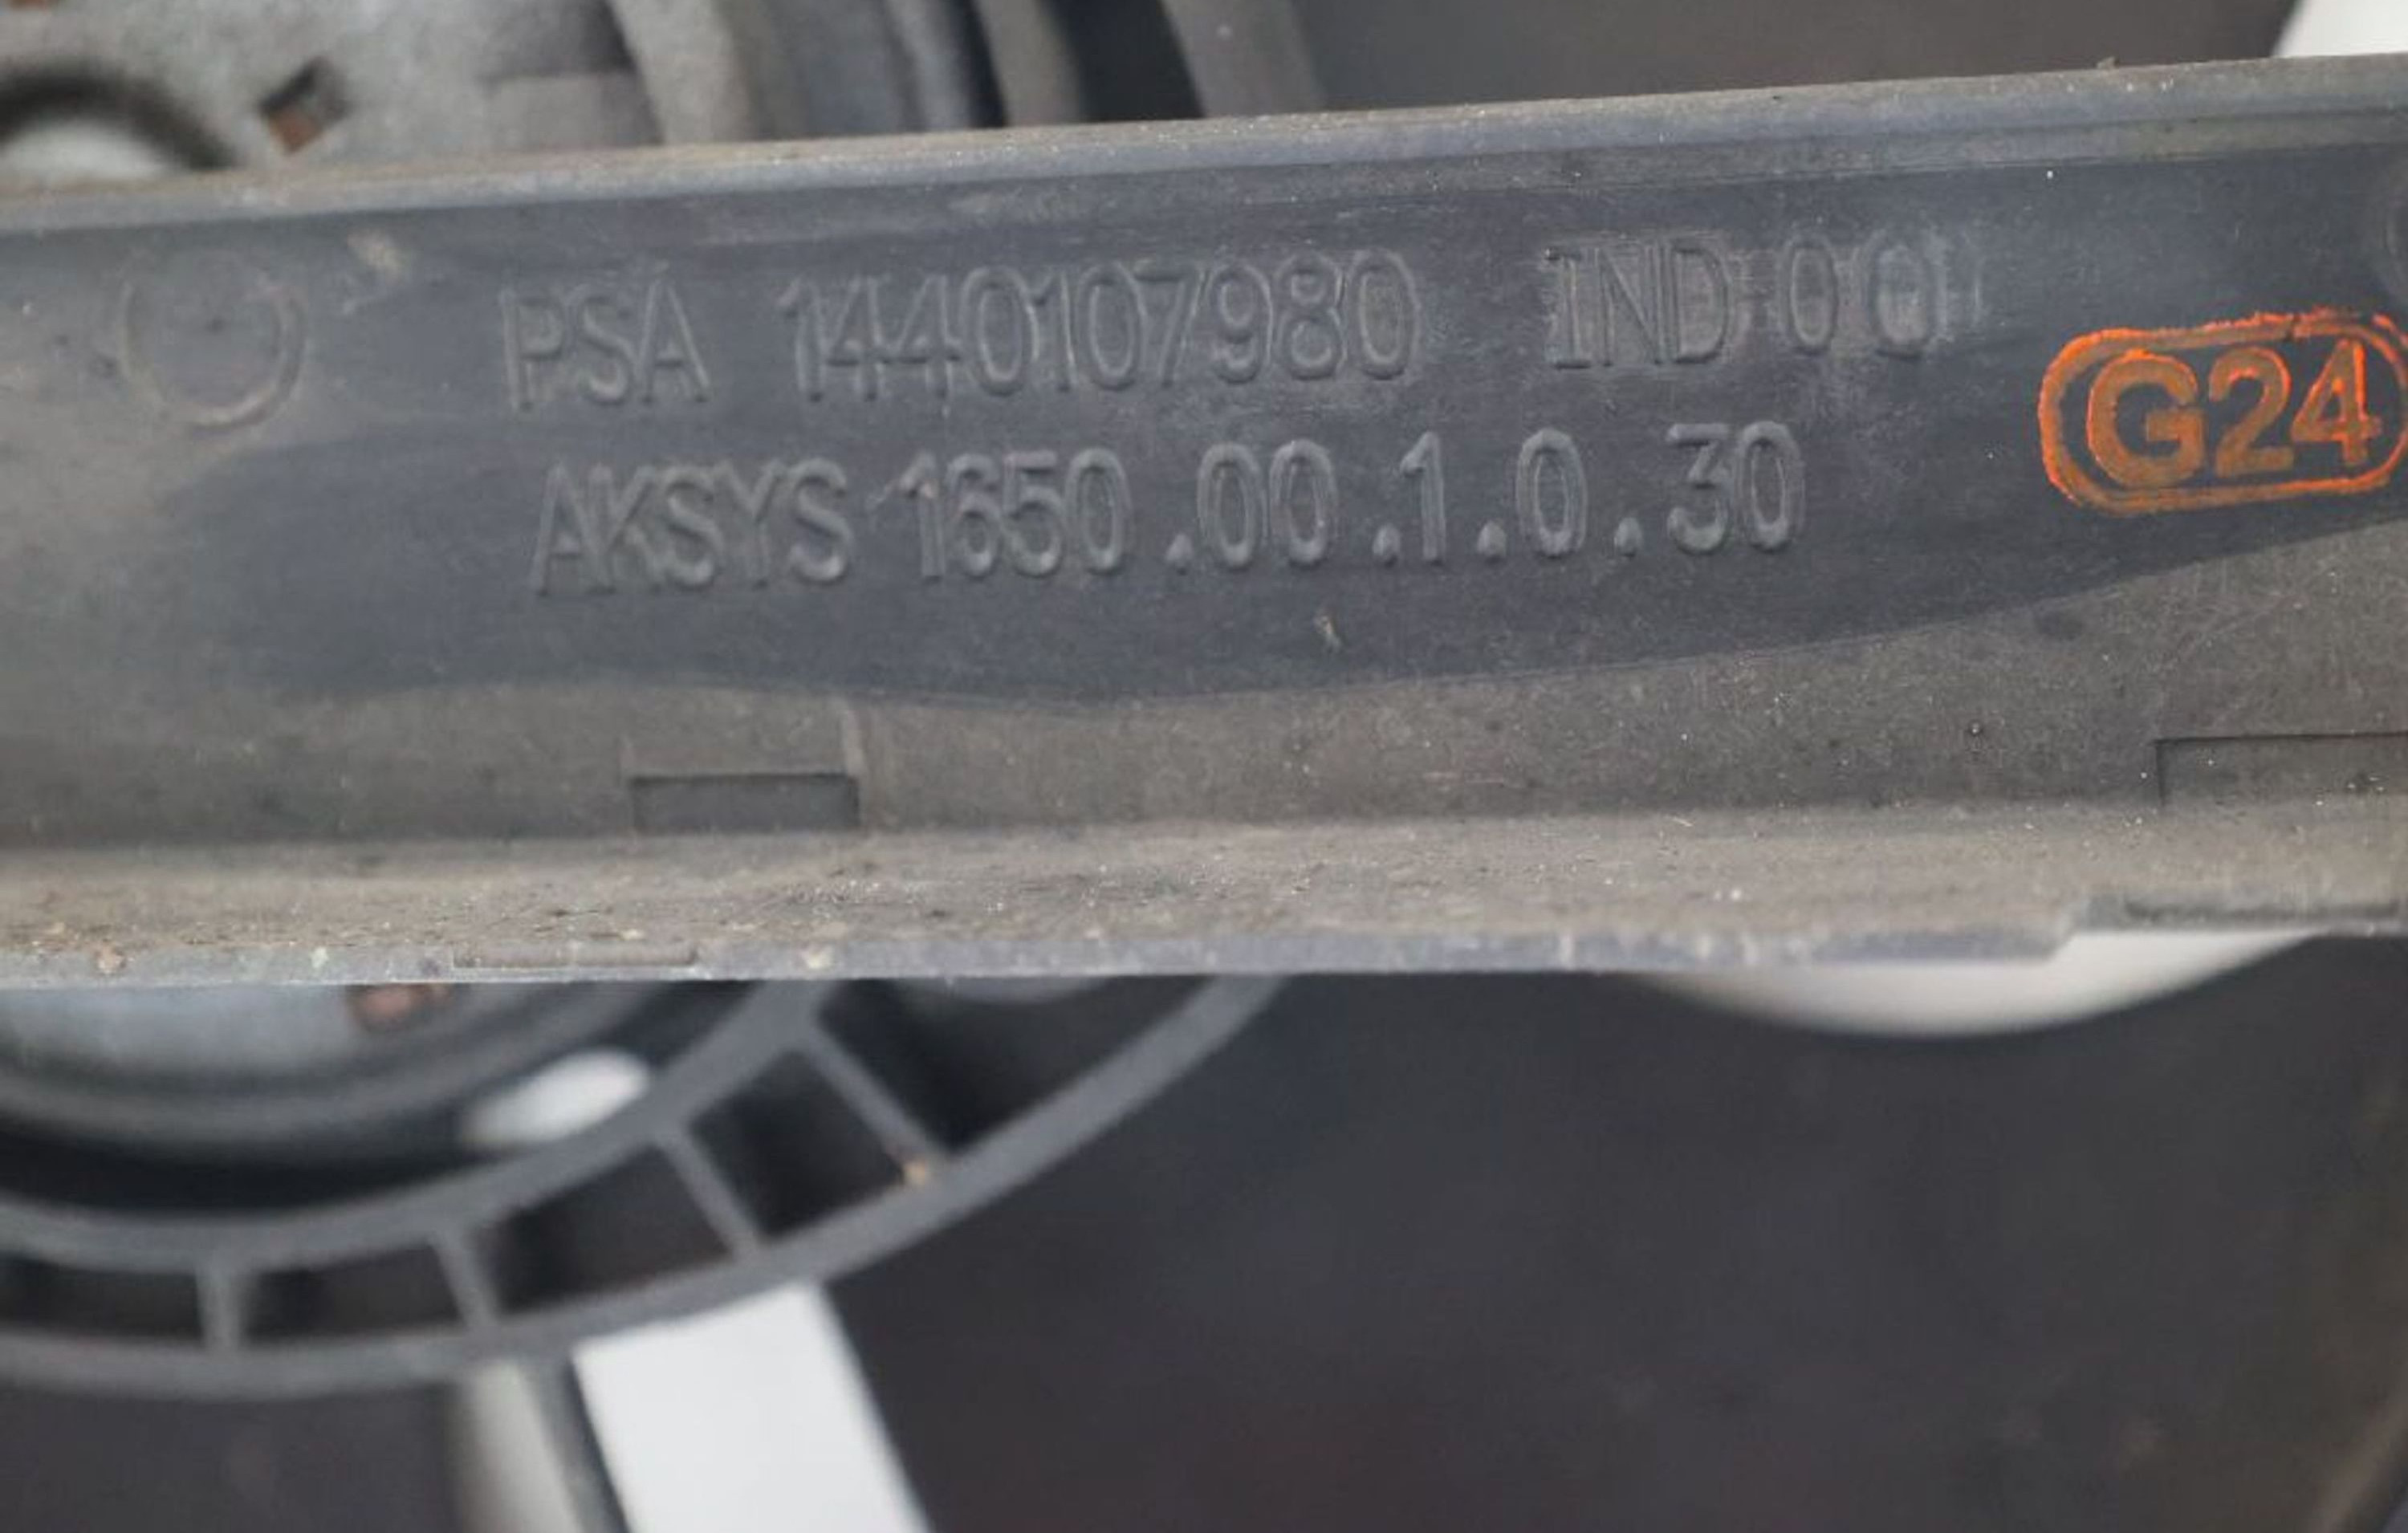 PSA 1440107980 IND 00
G24
AKSYS 1650.00.1.0.30